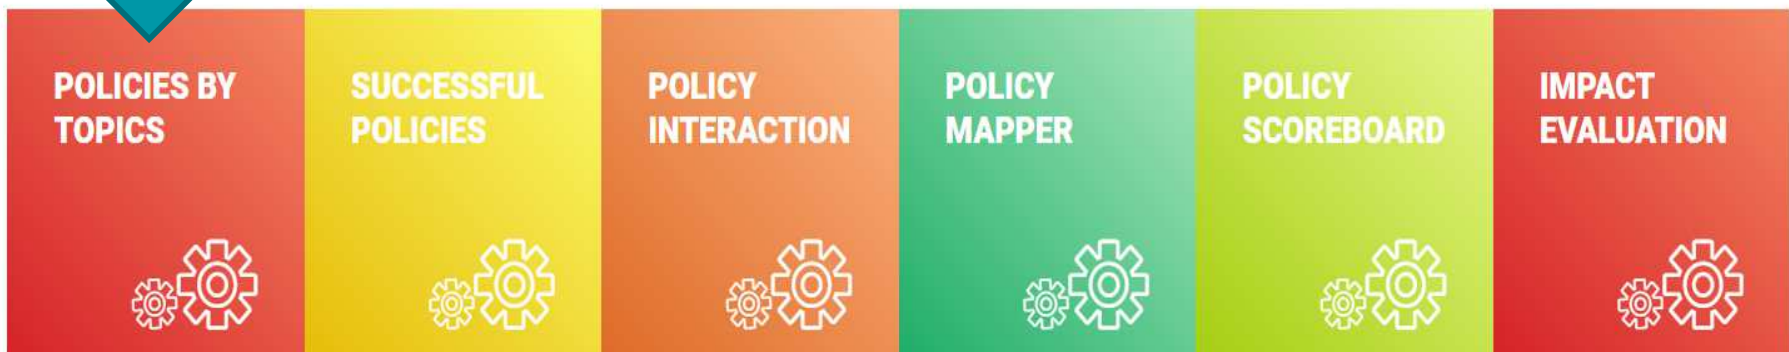 POLICIES BY
TOPICS
SUCCESSFUL
POLICIES
POLICY
INTERACTION
POLICY
MAPPER
POLICY
SCOREBOARD
IMPACT
EVALUATION